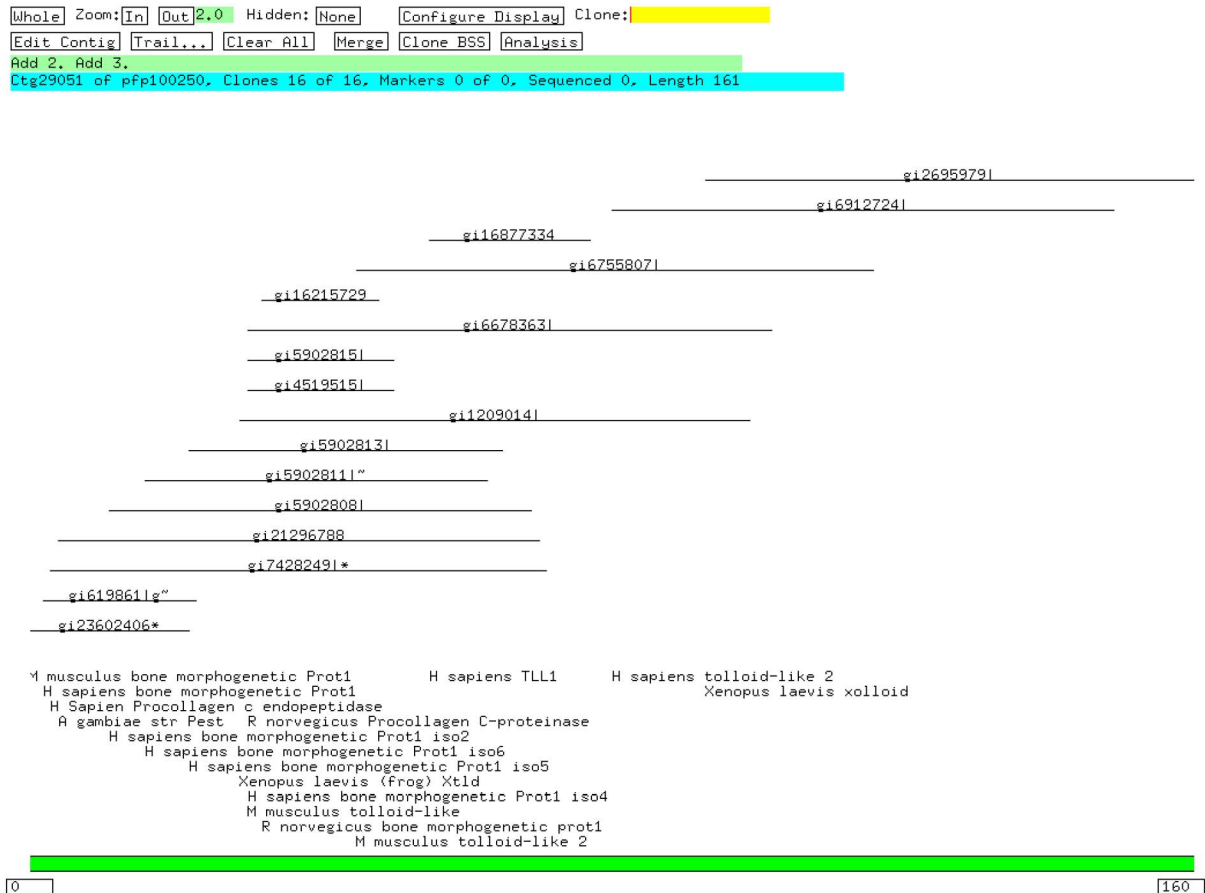 Whole Zoom: In Out 2.0 Hidden: None Configure Display Clone:
Edit Contig Trail... Clear All Merge Clone BSS Analysis
Add 2. Add 3.
Ctg29051 of pfp100250, Clones 16 of 16, Markers 0 of 0, Sequenced 0, Length 161
gi2695979|
gi6912724|
gi16877334
gi6755807|
gi16215729
gi6678363|
gi5902815|
gi4519515|
gi1209014|
gi5902813|
gi5902811|~
gi5902808|
gi21296788
gi7428249|*
gi619861|g~
gi23602406*
M musculus bone morphogenetic Prot1 H sapiens TLL1 H sapiens tolloid-like 2
H sapiens bone morphogenetic Prot1 Xenopus laevis xolloid
H Sapien Procollagen c endopeptidase
A gambiae str Pest R norvegicus Procollagen C-proteinase
H sapiens bone morphogenetic Prot1 iso2
H sapiens bone morphogenetic Prot1 iso6
H sapiens bone morphogenetic Prot1 iso5
Xenopus laevis (frog) Xtld
H sapiens bone morphogenetic Prot1 iso4
M musculus tolloid-like
R norvegicus bone morphogenetic prot1
M musculus tolloid-like 2
0 160